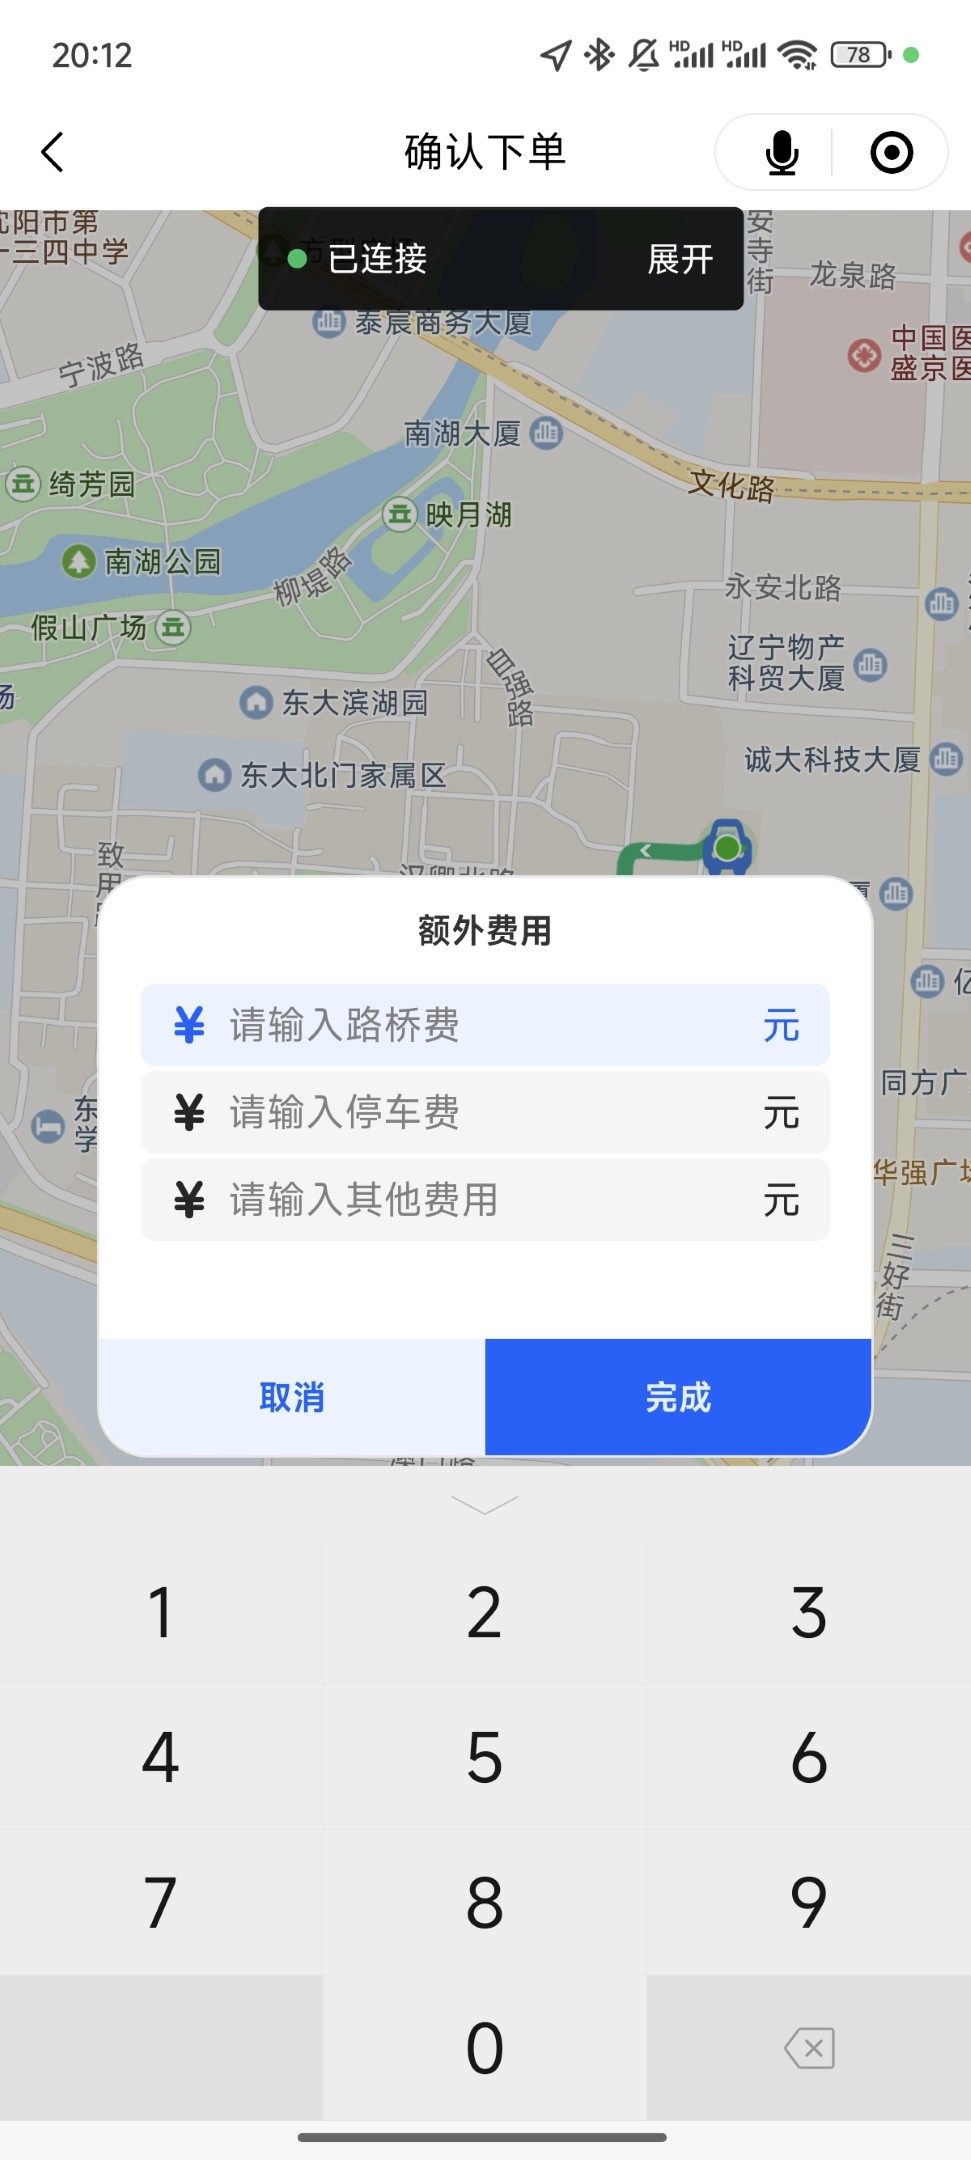 20:12
HD
HD
78
确认下单
沈阳市第
一三四中学
已连接
展开
安寺街
龙泉路
泰宸商务大厦
中国医
盛京医
宁波路
南湖大厦
文化路
绮芳园
映月湖
南湖公园
柳堤路
永安北路
假山广场
辽宁物产
科贸大厦
自强路
场
东大滨湖园
诚大科技大厦
东大北门家属区
致用
厦
额外费用
亿
¥ 请输入路桥费 元
同方广
¥ 请输入停车费 元
东
学
华强广场
¥ 请输入其他费用 元
三好街
取消
完成
1
2
3
4
5
6
7
8
9
0